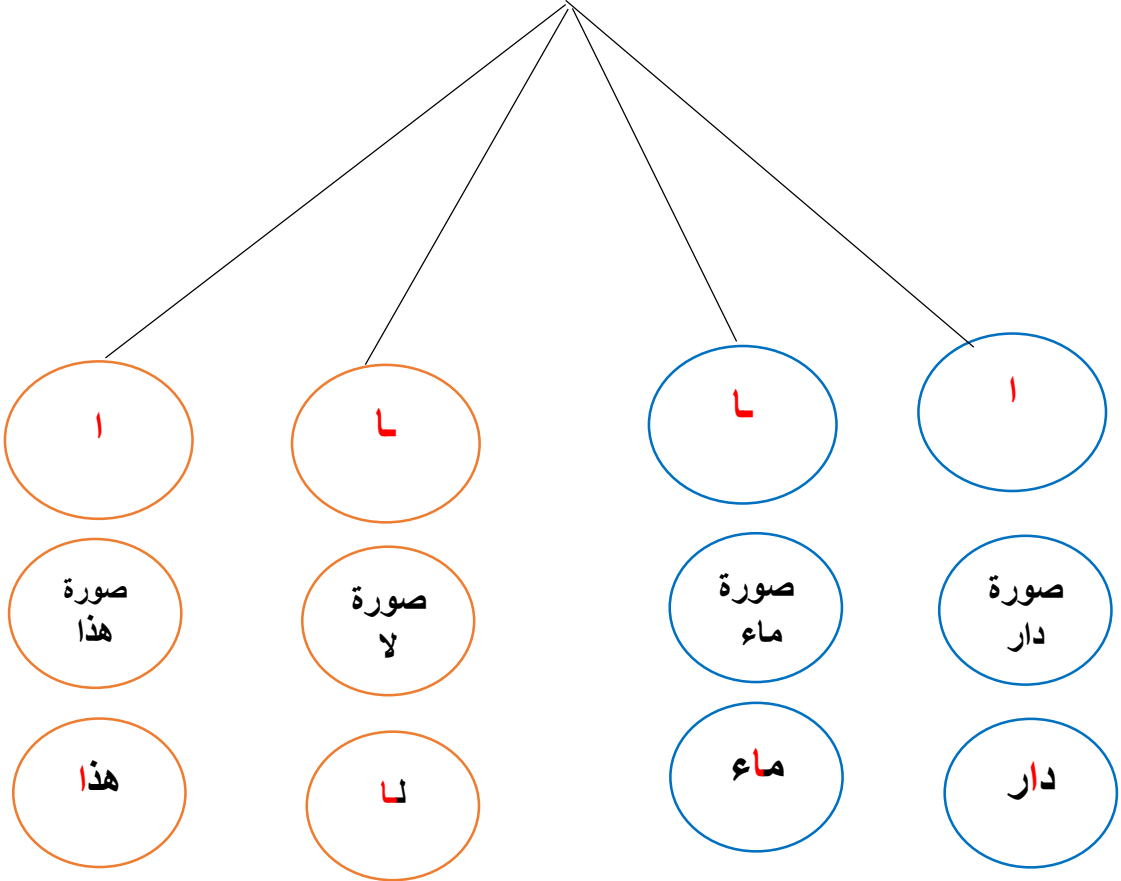 ا
ـا
ـا
ا
صورة
دار
صورة
ماء
صورة
لا
صورة
هذا
دار
ماء
لـا
هذا